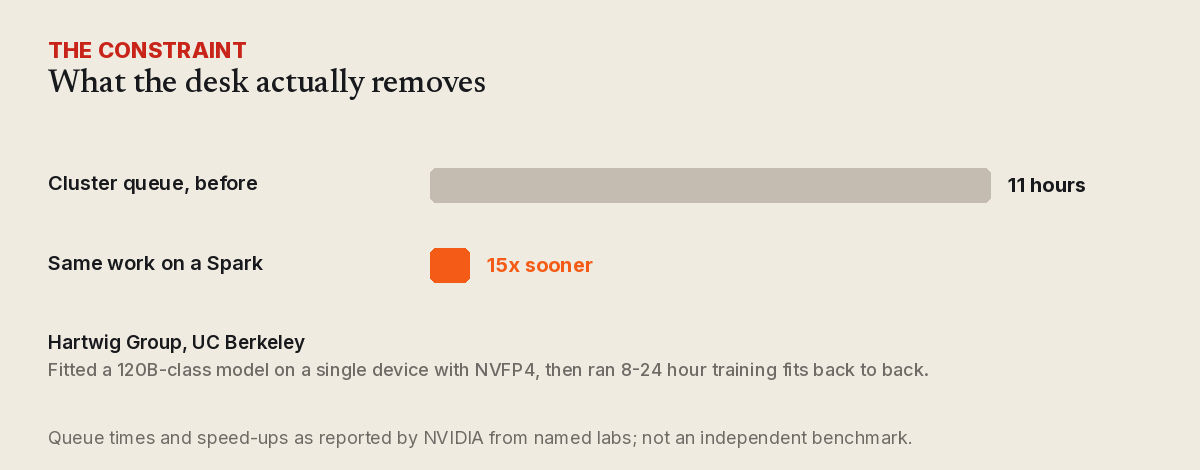 THE CONSTRAINT
What the desk actually removes
Cluster queue, before
11 hours
Same work on a Spark
15x sooner
Hartwig Group, UC Berkeley
Fitted a 120B-class model on a single device with NVFP4, then ran 8-24 hour training fits back to back.
Queue times and speed-ups as reported by NVIDIA from named labs; not an independent benchmark.